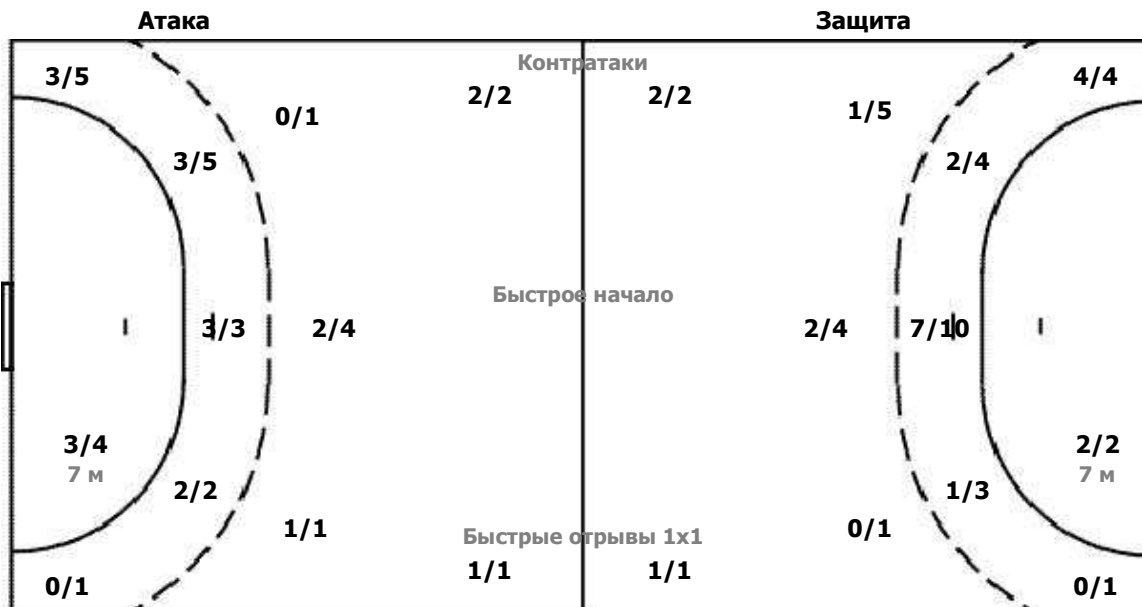 Атака Защита
Контратаки
3/5 2/2 2/2 4/4
0/1 1/5
3/5 2/4
Быстрое начало
3/3 2/4 2/4 7/10
3/4 2/2
7 м 7 м
2/2 1/3
1/1 Быстрые отрывы 1x1 0/1
0/1 1/1 1/1 0/1